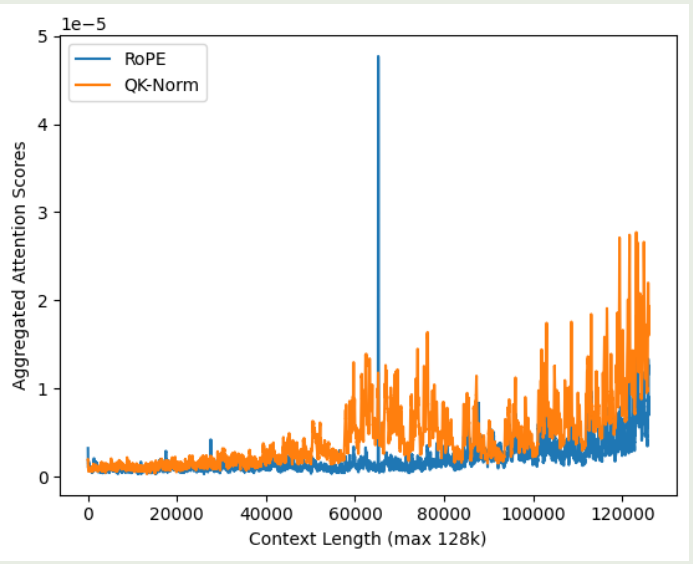 1e−5
5
4
3
2
1
0
RoPE
QK-Norm
Aggregated Attention Scores
0 20000 40000 60000 80000 100000 120000
Context Length (max 128k)